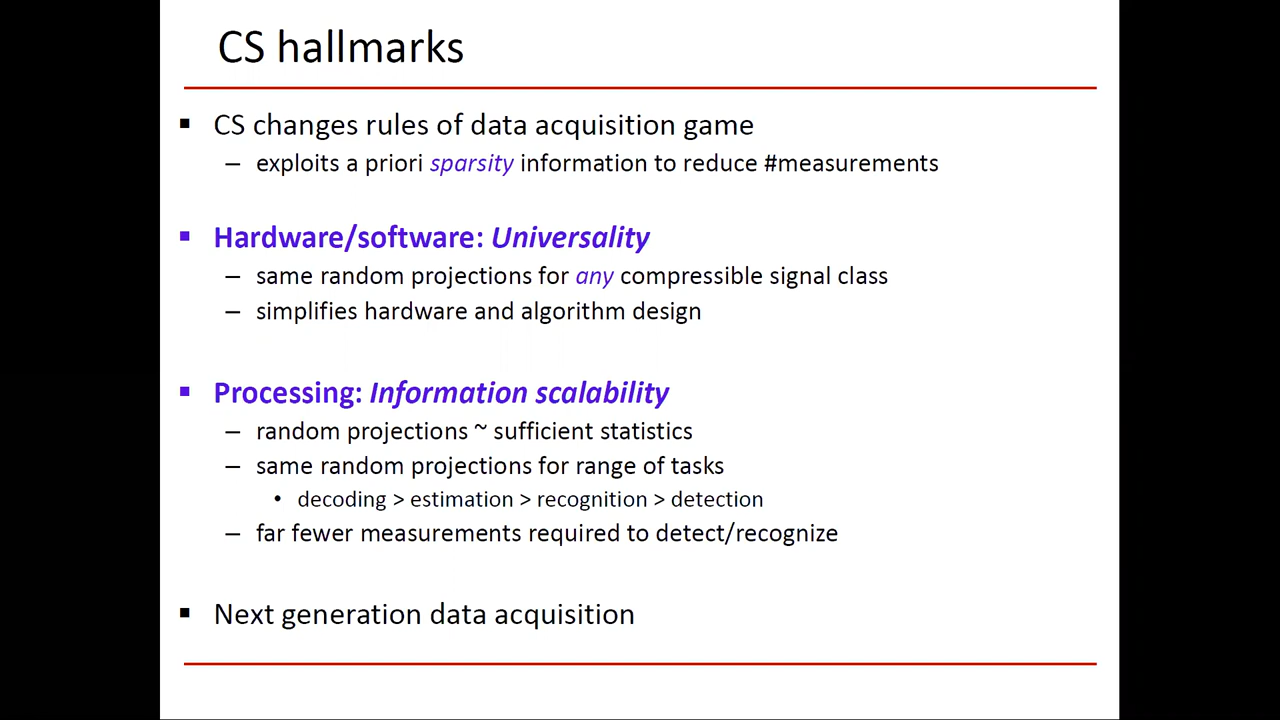 CS hallmarks
▪ CS changes rules of data acquisition game
– exploits a priori sparsity information to reduce #measurements
▪ Hardware/software: Universality
– same random projections for any compressible signal class
– simplifies hardware and algorithm design
▪ Processing: Information scalability
– random projections ~ sufficient statistics
– same random projections for range of tasks
• decoding > estimation > recognition > detection
– far fewer measurements required to detect/recognize
▪ Next generation data acquisition